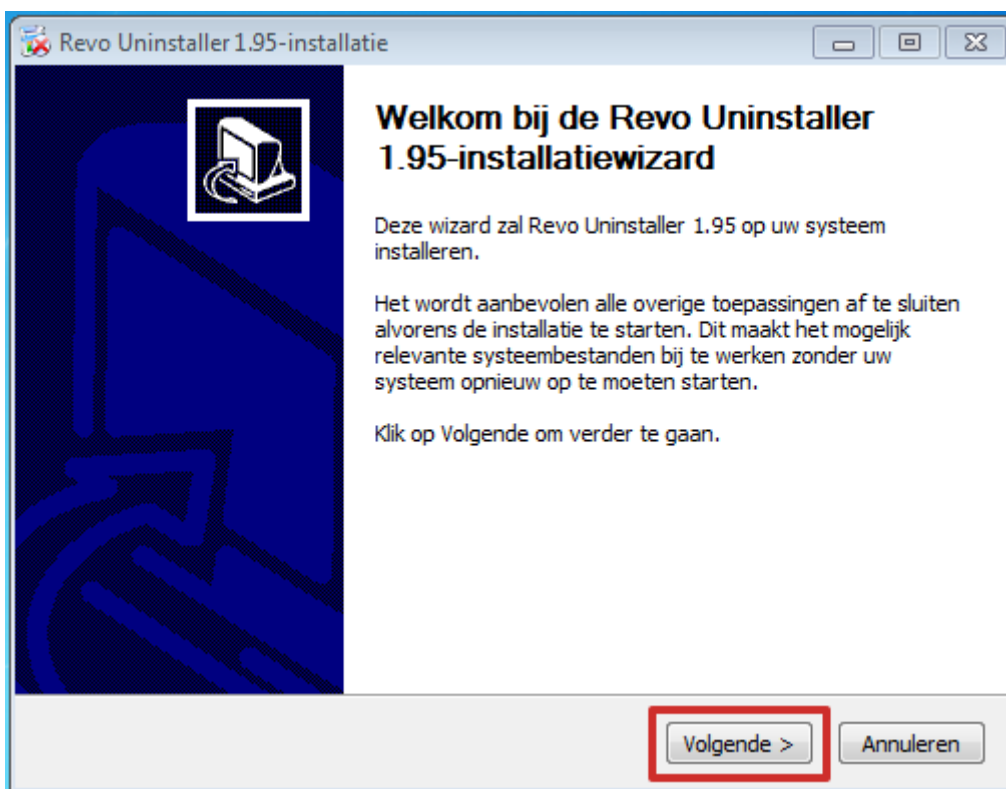 Revo Uninstaller 1.95-installatie
Welkom bij de Revo Uninstaller
1.95-installatiewizard
Deze wizard zal Revo Uninstaller 1.95 op uw systeem
installeren.
Het wordt aanbevolen alle overige toepassingen af te sluiten
alvorens de installatie te starten. Dit maakt het mogelijk
relevante systeembestanden bij te werken zonder uw
systeem opnieuw op te moeten starten.
Klik op Volgende om verder te gaan.
Volgende >
Annuleren